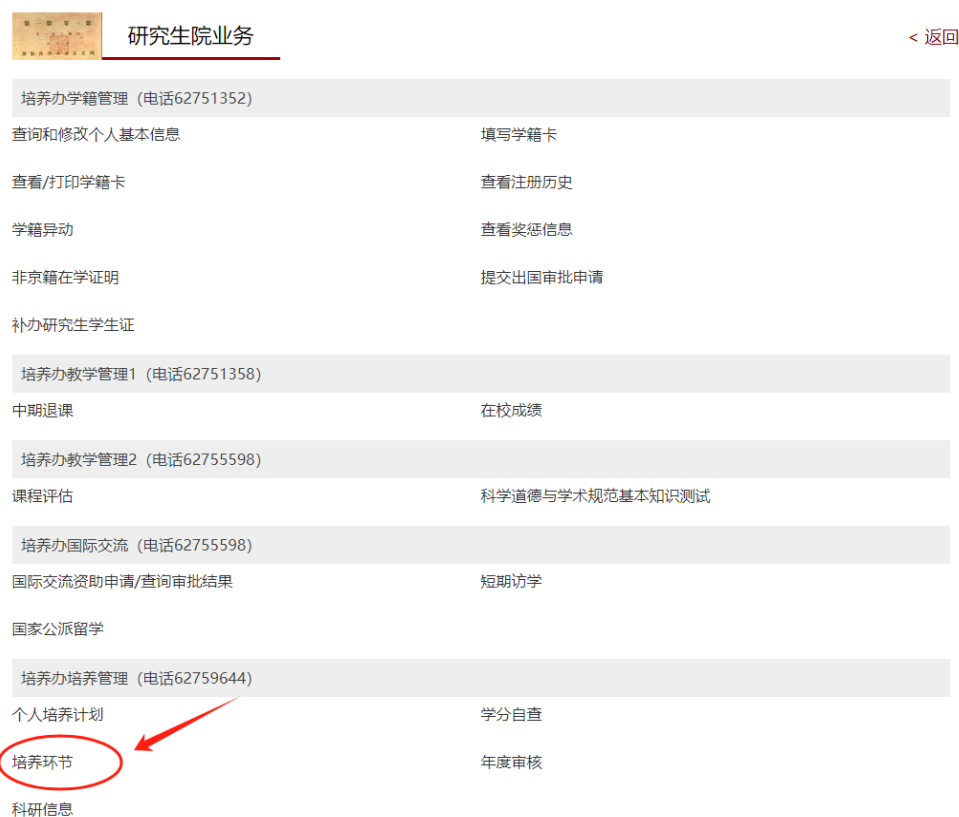 研究生院业务
< 返回
培养办学籍管理（电话62751352）
查询和修改个人基本信息 填写学籍卡
查看/打印学籍卡 查看注册历史
学籍异动 查看奖惩信息
非京籍在学证明 提交出国审批申请
补办研究生学生证
培养办教学管理1（电话62751358）
中期退课 在校成绩
培养办教学管理2（电话62755598）
课程评估 科学道德与学术规范基本知识测试
培养办国际交流（电话62755598）
国际交流资助申请/查询审批结果 短期访学
国家公派留学
培养办培养管理（电话62759644）
个人培养计划 学分自查
培养环节 年度审核
科研信息